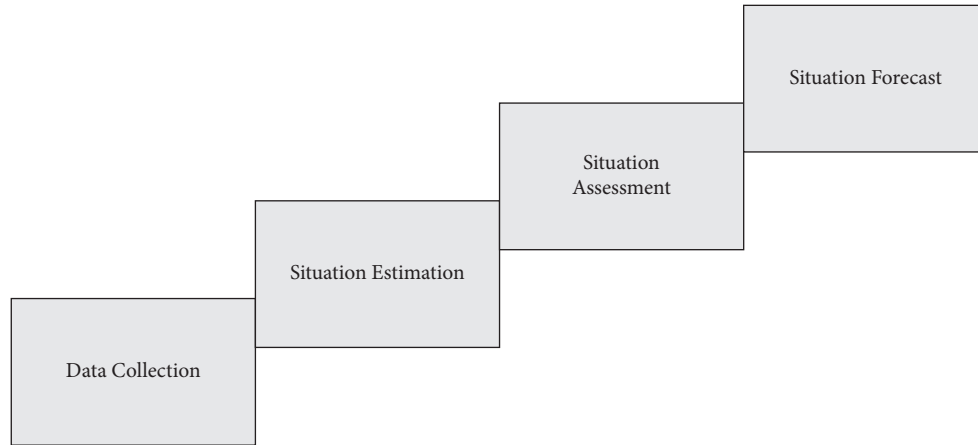 Situation Forecast
Situation
Assessment
Situation Estimation
Data Collection